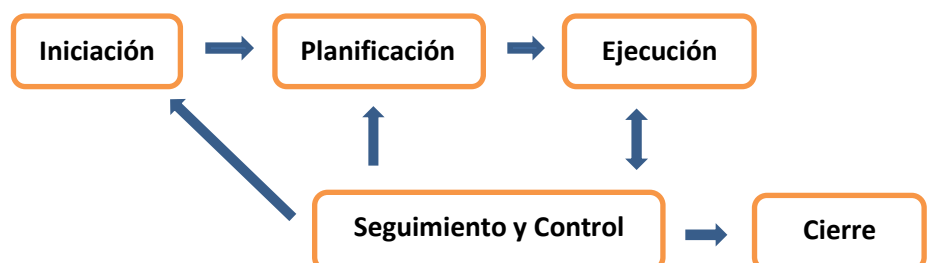 Iniciación
Planificación
Ejecución
Seguimiento y Control
Cierre